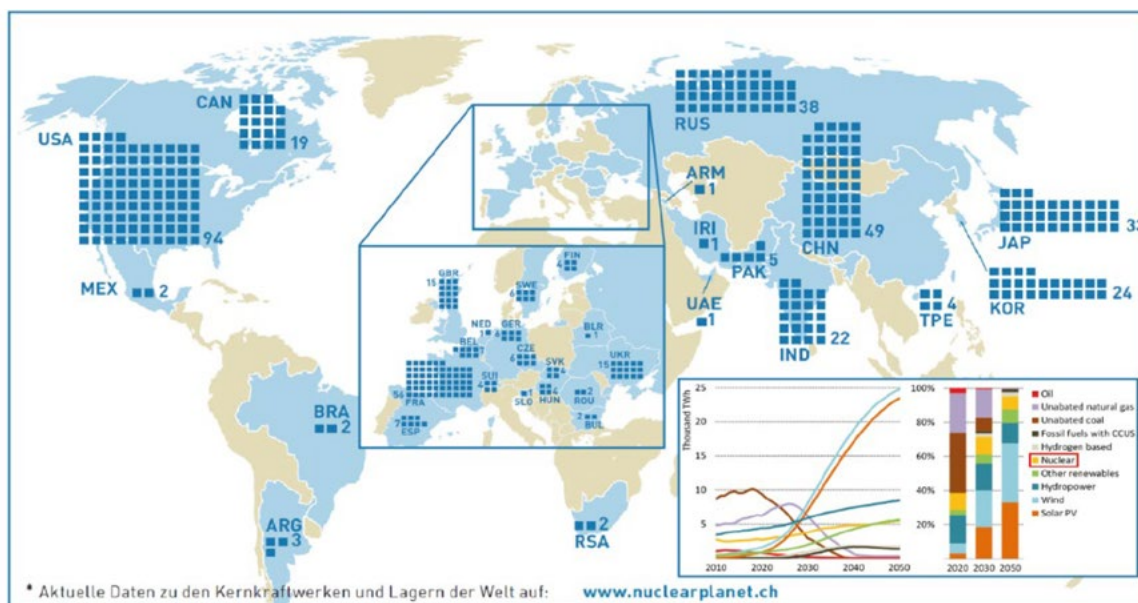 CAN
19
USA
94
MEX 2
BRA
2
ARG
3
RUS
38
ARM
1
IRI
1
PAK
5
UAE
1
CHN
49
IND
22
JAP
33
KOR
24
TPE
4
RSA
2
FIN
4
GBR
15
SWE
6
NED
1
GER
6
BEL
7
BLR
1
CZE
6
UKR
15
SVK
4
SUI
4
FRA
56
SLO
1
HUN
4
ROU
2
BUL
2
ESP
7
Thousand TWh
25
20
15
10
5
2010 2020 2030 2040 2050
100%
80%
60%
40%
20%
2020 2030 2050
Oil
Unabated natural gas
Unabated coal
Fossil fuels with CCUS
Hydrogen based
Nuclear
Other renewables
Hydropower
Wind
Solar PV
* Aktuelle Daten zu den Kernkraftwerken und Lagern der Welt auf: www.nuclearplanet.ch